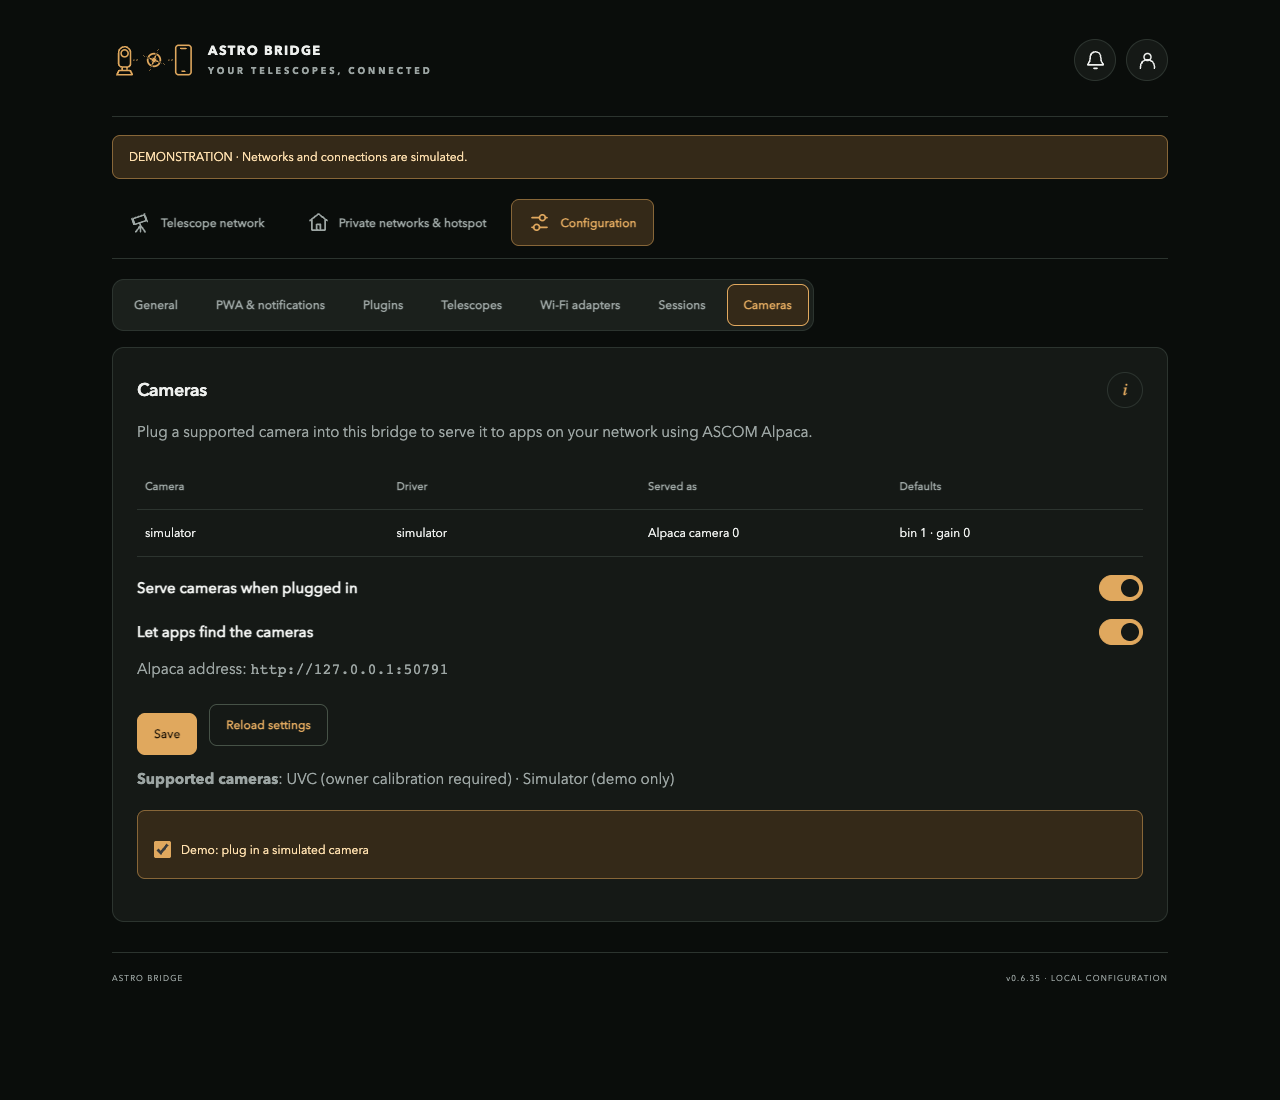 ASTRO BRIDGE
YOUR TELESCOPES, CONNECTED
DEMONSTRATION · Networks and connections are simulated.
Telescope network
Private networks & hotspot
Configuration
General
PWA & notifications
Plugins
Telescopes
Wi-Fi adapters
Sessions
Cameras
Cameras
i
Plug a supported camera into this bridge to serve it to apps on your network using ASCOM Alpaca.
Camera Driver Served as Defaults
simulator simulator Alpaca camera 0 bin 1 · gain 0
Serve cameras when plugged in
Let apps find the cameras
Alpaca address: http://127.0.0.1:50791
Save
Reload settings
Supported cameras: UVC (owner calibration required) · Simulator (demo only)
Demo: plug in a simulated camera
ASTRO BRIDGE
v0.6.35 · LOCAL CONFIGURATION